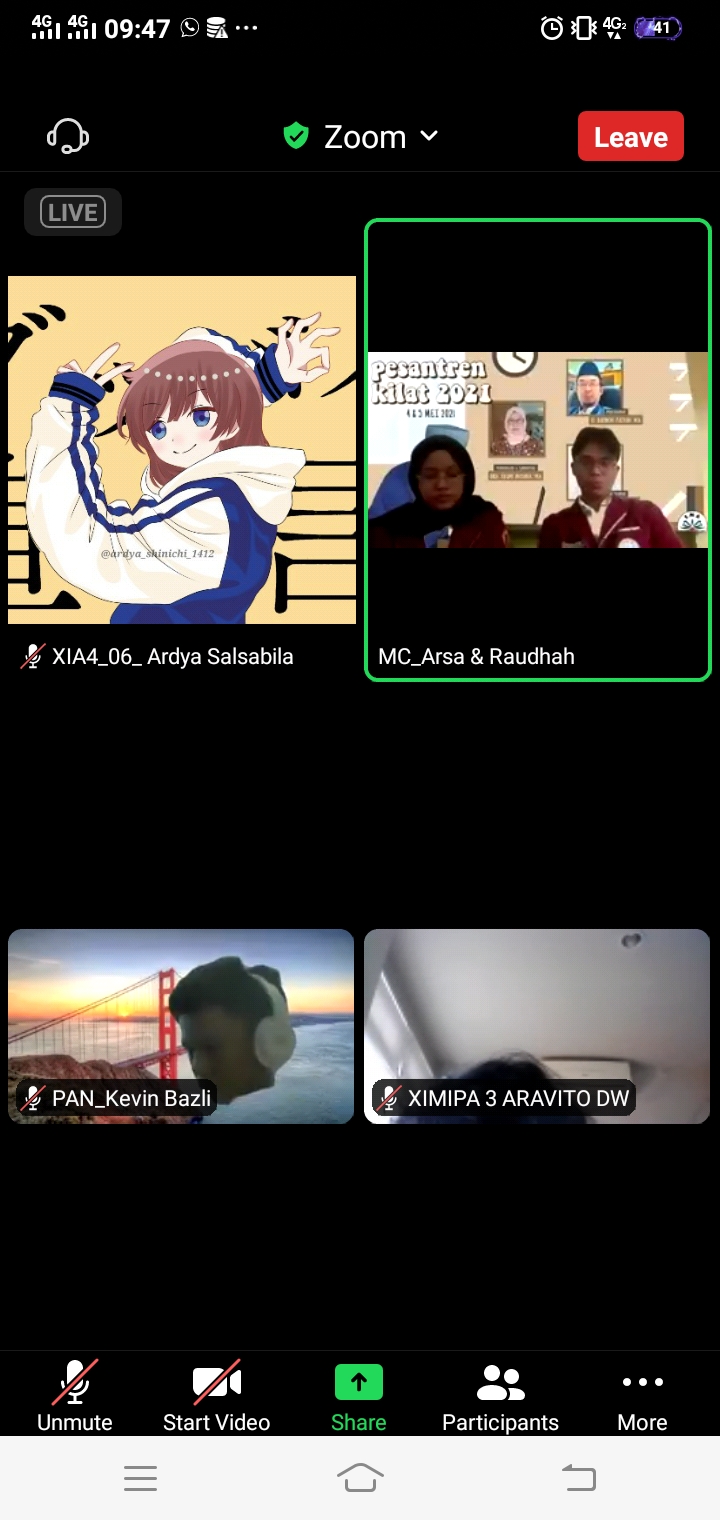 4G 4G 09:47
4G2 41
Zoom
Leave
LIVE
@ardya_shinichi_1412
XIA4_06_ Ardya Salsabila
pesantren
kilat 2021
4 & 5 MEI 2021
MC_Arsa & Raudhah
PAN_Kevin Bazli
XIMIPA 3 ARAVITO DW
Unmute
Start Video
Share
Participants
More